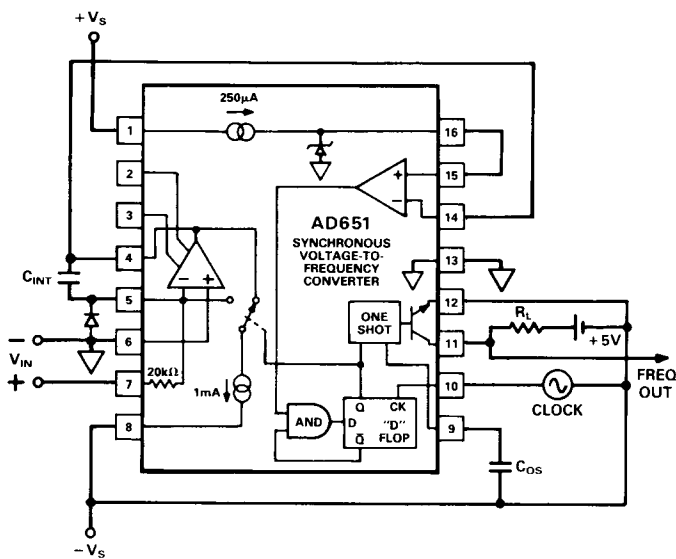 +VS
250μA
1
16
2
15
3
14
AD651
SYNCHRONOUS
VOLTAGE-TO-
FREQUENCY
CONVERTER
4
13
CINT
5
12
ONE
SHOT
RL
+5V
6
11
−
VIN
+
FREQ
OUT
7
20kΩ
1mA
10
CLOCK
8
AND
Q
CK
D
"D"
FLOP
Q̅
9
COS
−VS